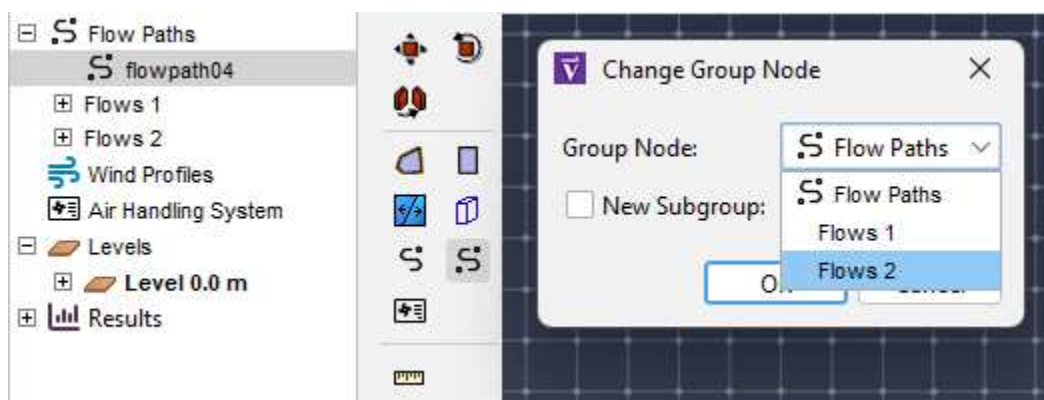 Flow Paths
flowpath04
Flows 1
Flows 2
Wind Profiles
Air Handling System
Levels
Level 0.0 m
Results
Change Group Node
Group Node:
Flow Paths
New Subgroup:
Flow Paths
Flows 1
Flows 2